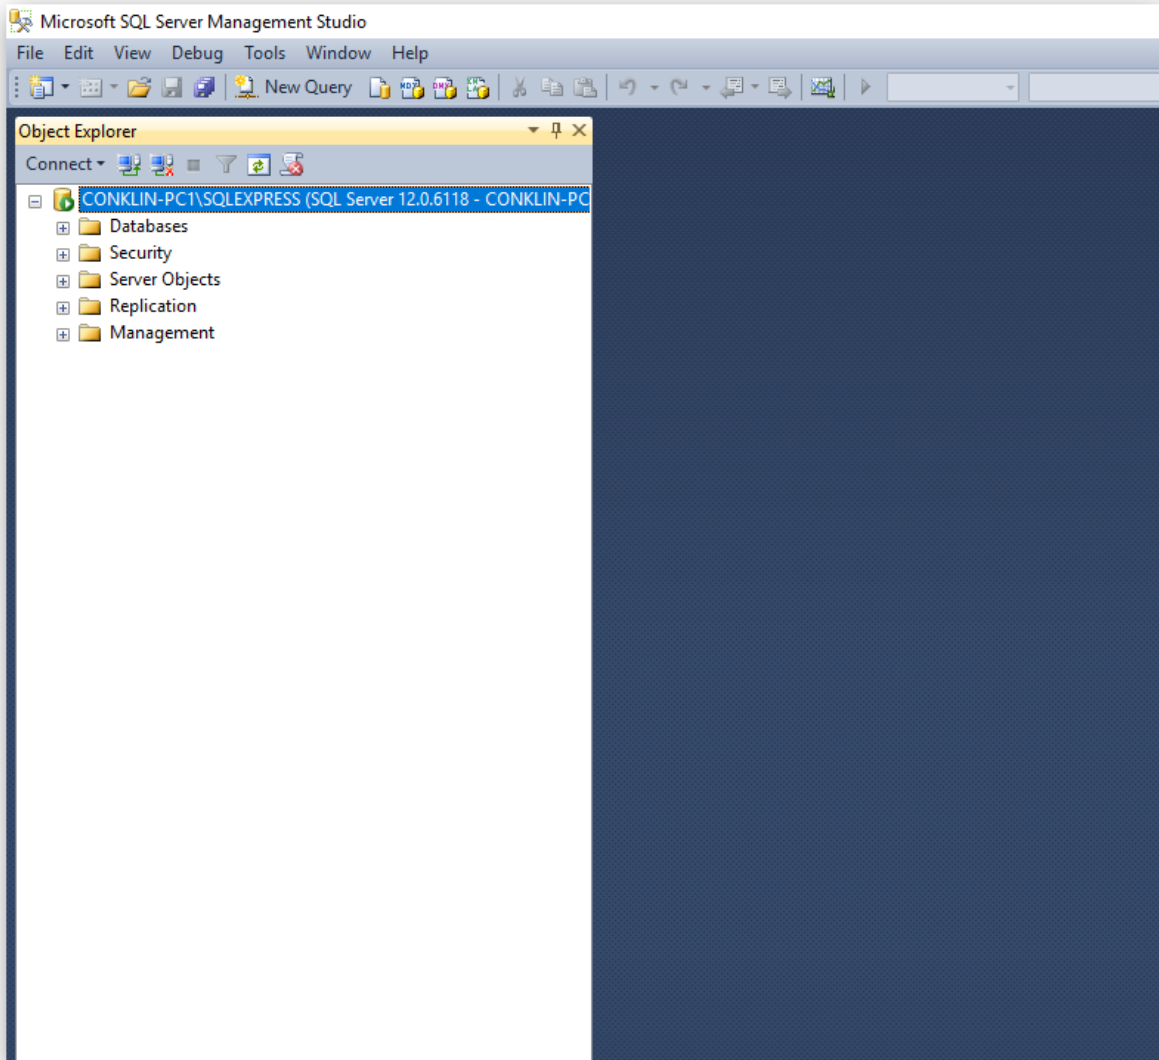 Microsoft SQL Server Management Studio
File Edit View Debug Tools Window Help
New Query
Object Explorer
Connect
CONKLIN-PC1\SQLEXPRESS (SQL Server 12.0.6118 - CONKLIN-PC
Databases
Security
Server Objects
Replication
Management